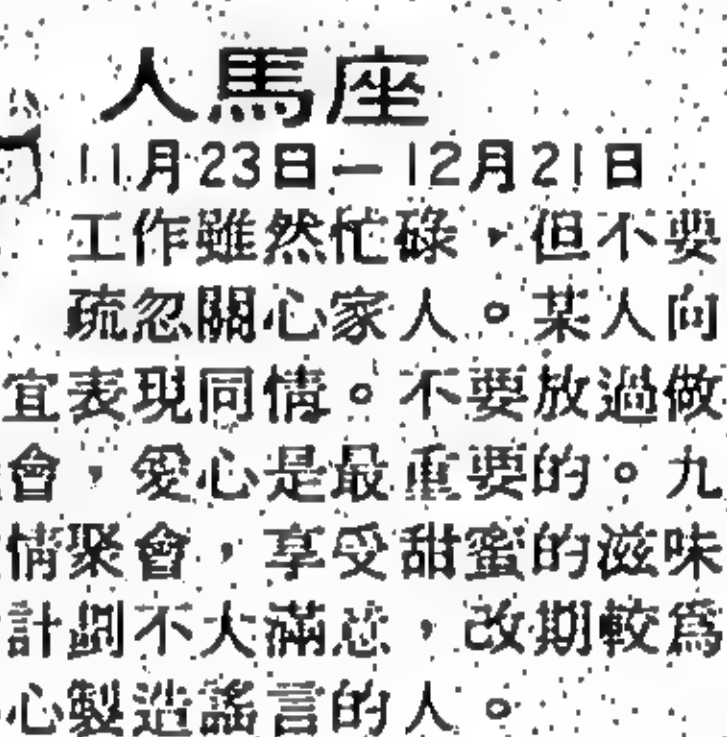 人馬座
11月23日－12月21日
工作雖然忙碌，但不要
疏忽關心家人。某人向
宜表現同情。不要放過做
會，愛心是最重要的。九
情聚會，享受甜蜜的滋味
計劃不大滿意，改期較爲
心製造謠言的人。